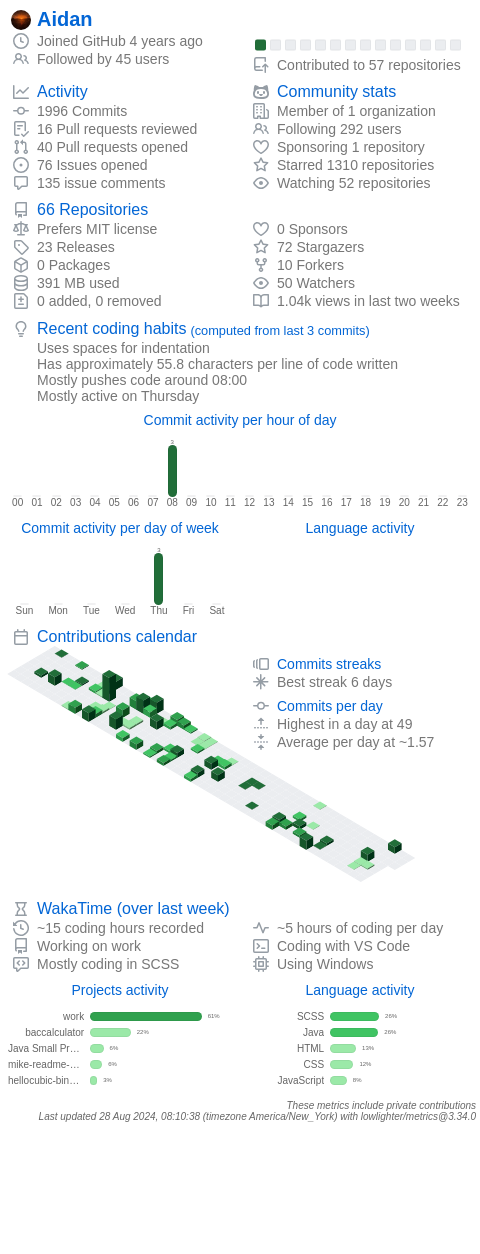 Aidan
Joined GitHub 4 years ago
Followed by 45 users
Contributed to 57 repositories
Activity
1996 Commits
16 Pull requests reviewed
40 Pull requests opened
76 Issues opened
135 issue comments
Community stats
Member of 1 organization
Following 292 users
Sponsoring 1 repository
Starred 1310 repositories
Watching 52 repositories
66 Repositories
Prefers MIT license
23 Releases
0 Packages
391 MB used
0 added, 0 removed
0 Sponsors
72 Stargazers
10 Forkers
50 Watchers
1.04k views in last two weeks
Recent coding habits (computed from last 3 commits)
Uses spaces for indentation
Has approximately 55.8 characters per line of code written
Mostly pushes code around 08:00
Mostly active on Thursday
Commit activity per hour of day
3
00 01 02 03 04 05 06 07 08 09 10 11 12 13 14 15 16 17 18 19 20 21 22 23
Commit activity per day of week
3
Sun Mon Tue Wed Thu Fri Sat
Language activity
Contributions calendar
Commits streaks
Best streak 6 days
Commits per day
Highest in a day at 49
Average per day at ~1.57
WakaTime (over last week)
~15 coding hours recorded
Working on work
Mostly coding in SCSS
~5 hours of coding per day
Coding with VS Code
Using Windows
Projects activity
work 61%
baccalculator 22%
Java Small Pr... 6%
mike-readme-... 6%
hellocubic-bin... 3%
Language activity
SCSS 26%
Java 26%
HTML 13%
CSS 12%
JavaScript 8%
These metrics include private contributions
Last updated 28 Aug 2024, 08:10:38 (timezone America/New_York) with lowlighter/metrics@3.34.0